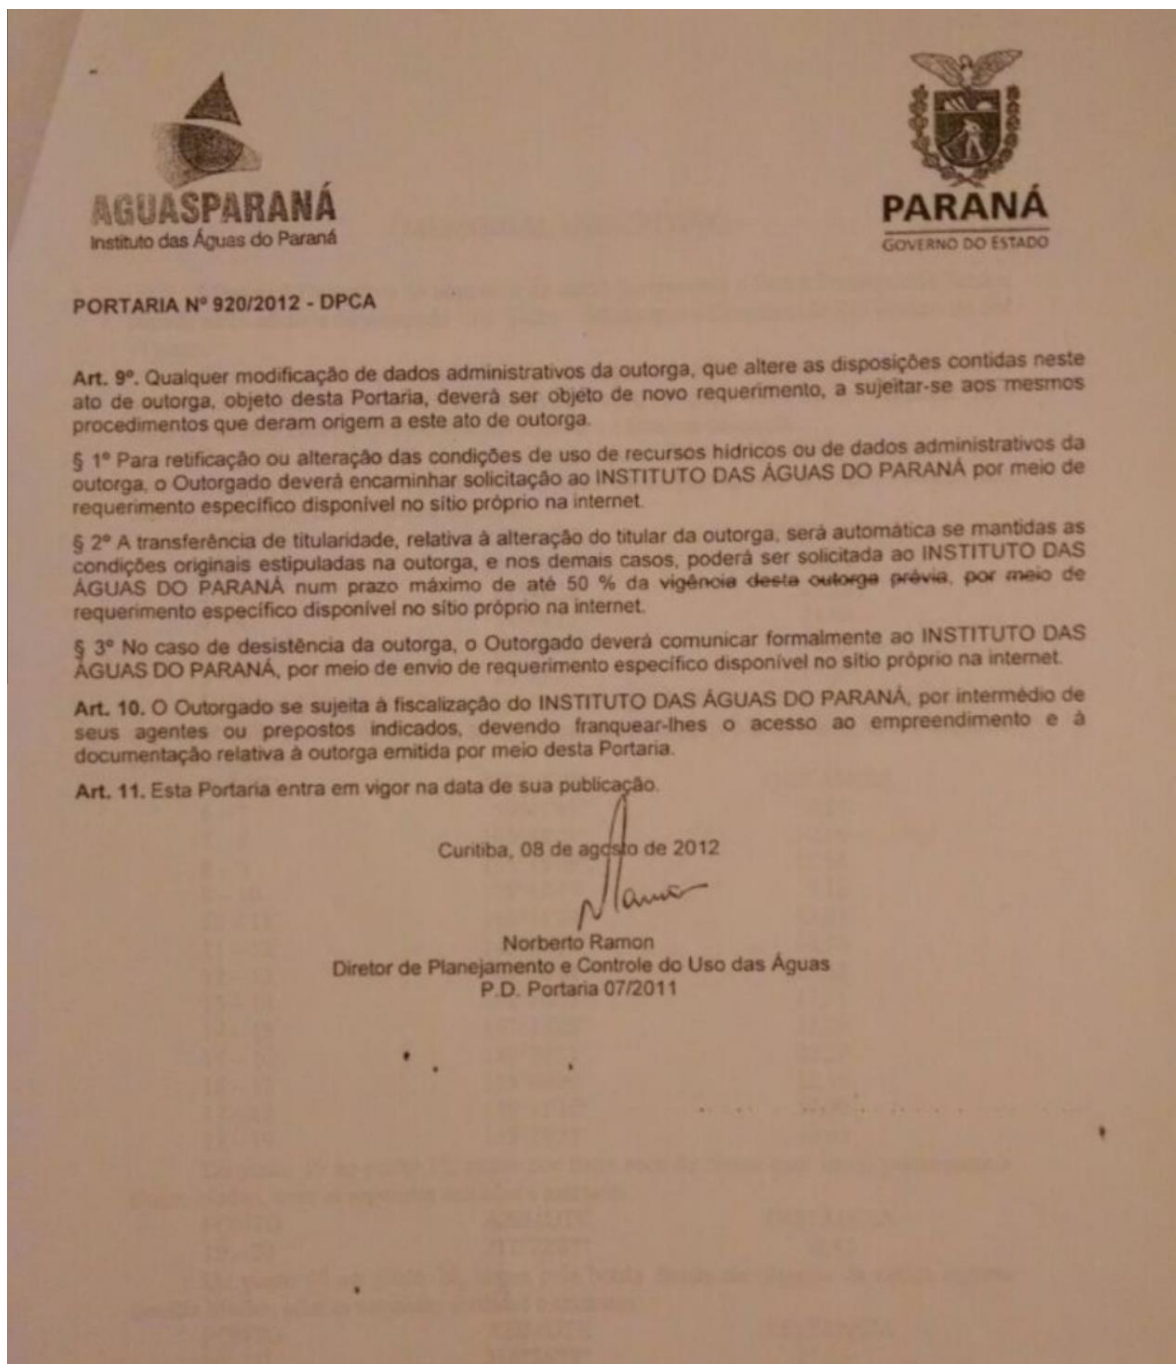 AGUASPARANÁ
Instituto das Águas do Paraná
PARANÁ
GOVERNO DO ESTADO
PORTARIA Nº 920/2012 - DPCA
Art. 9º. Qualquer modificação de dados administrativos da outorga, que altere as disposições contidas neste
ato de outorga, objeto desta Portaria, deverá ser objeto de novo requerimento, a sujeitar-se aos mesmos
procedimentos que deram origem a este ato de outorga.
§ 1º Para retificação ou alteração das condições de uso de recursos hídricos ou de dados administrativos da
outorga, o Outorgado deverá encaminhar solicitação ao INSTITUTO DAS ÁGUAS DO PARANÁ por meio de
requerimento específico disponível no sítio próprio na internet.
§ 2º A transferência de titularidade, relativa à alteração do titular da outorga, será automática se mantidas as
condições originais estipuladas na outorga, e nos demais casos, poderá ser solicitada ao INSTITUTO DAS
ÁGUAS DO PARANÁ num prazo máximo de até 50 % da vigência desta outorga prévia, por meio de
requerimento específico disponível no sítio próprio na internet.
§ 3º No caso de desistência da outorga, o Outorgado deverá comunicar formalmente ao INSTITUTO DAS
ÁGUAS DO PARANÁ, por meio de envio de requerimento específico disponível no sítio próprio na internet.
Art. 10. O Outorgado se sujeita à fiscalização do INSTITUTO DAS ÁGUAS DO PARANÁ, por intermédio de
seus agentes ou prepostos indicados, devendo franquear-lhes o acesso ao empreendimento e à
documentação relativa à outorga emitida por meio desta Portaria.
Art. 11. Esta Portaria entra em vigor na data de sua publicação.
Curitiba, 08 de agosto de 2012
Norberto Ramon
Diretor de Planejamento e Controle do Uso das Águas
P.D. Portaria 07/2011